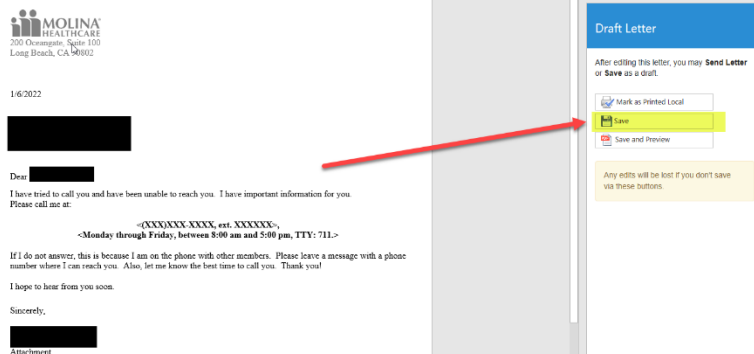 MOLINA
HEALTHCARE
200 Oceangate, Suite 100
Long Beach, CA 90802
1/6/2022
Dear
I have tried to call you and have been unable to reach you. I have important information for you.
Please call me at:
<(XXX)XXX-XXXX, ext. XXXXXX>,
<Monday through Friday, between 8:00 am and 5:00 pm, TTY: 711.>
If I do not answer, this is because I am on the phone with other members. Please leave a message with a phone
number where I can reach you. Also, let me know the best time to call you. Thank you!
I hope to hear from you soon.
Sincerely,
Attachment
Draft Letter
After editing this letter, you may Send Letter
or Save as a draft.
Mark as Printed Local
Save
Save and Preview
Any edits will be lost if you don't save
via these buttons.